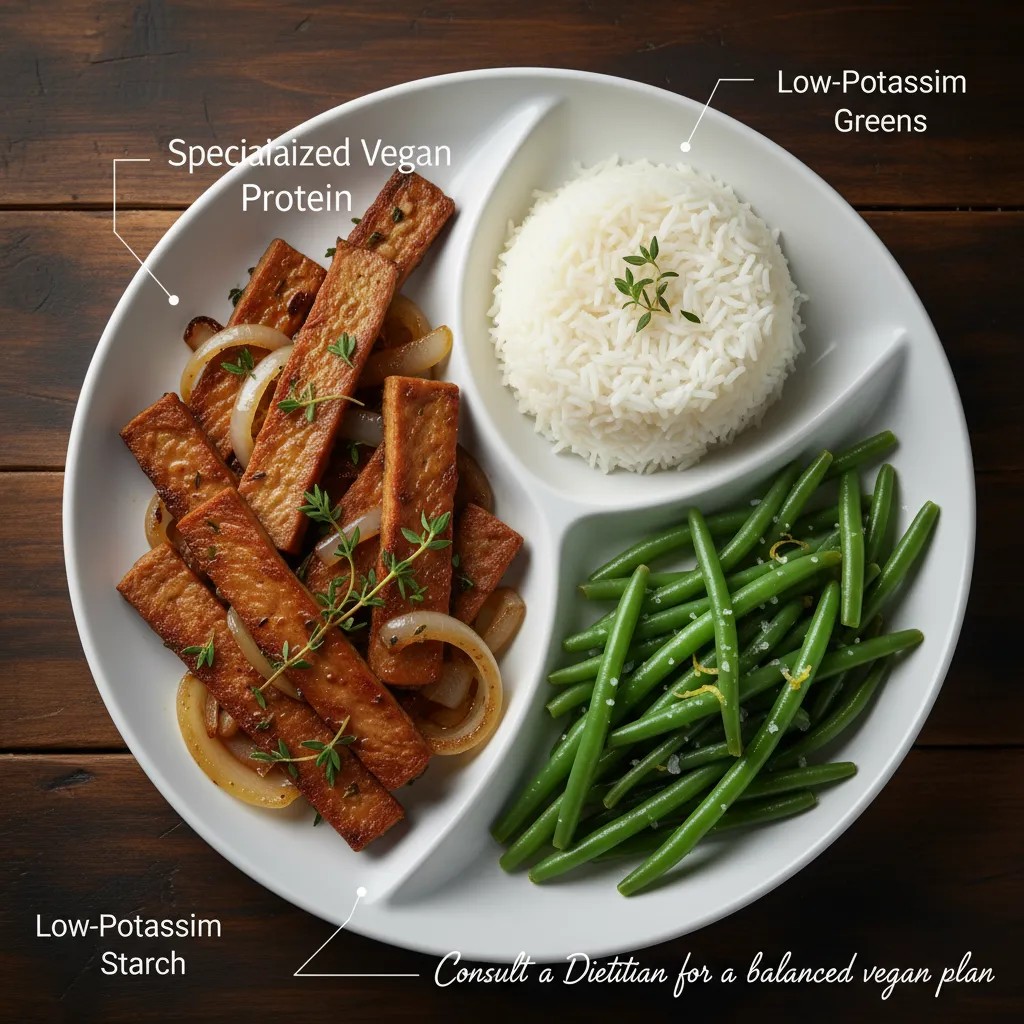 Low-Potassim
Greens
Specialaized Vegan
Protein
Low-Potassim
Starch
Consult a Dietitian for a balanced vegan plan